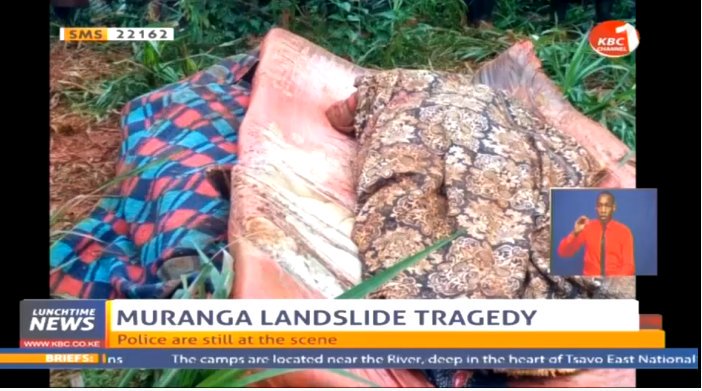 SMS 22162
KBC 1
CHANNEL
LUNCHTIME
NEWS
WWW.KBC.CO.KE
MURANGA LANDSLIDE TRAGEDY
Police are still at the scene
BRIEFS: ins The camps are located near the River, deep in the heart of Tsavo East National